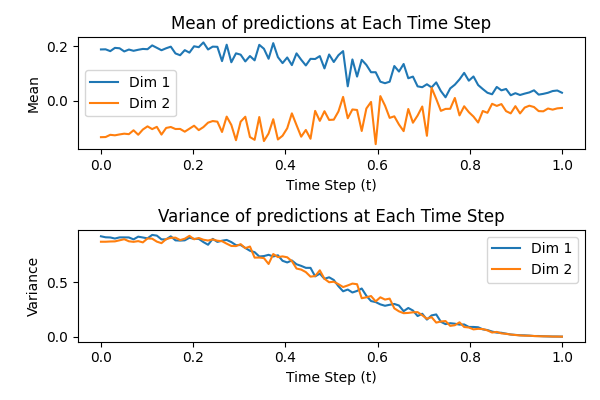 Mean of predictions at Each Time Step
Mean
0.2
0.0
Dim 1
Dim 2
0.0 0.2 0.4 0.6 0.8 1.0
Time Step (t)
Variance of predictions at Each Time Step
Variance
0.5
0.0
Dim 1
Dim 2
0.0 0.2 0.4 0.6 0.8 1.0
Time Step (t)